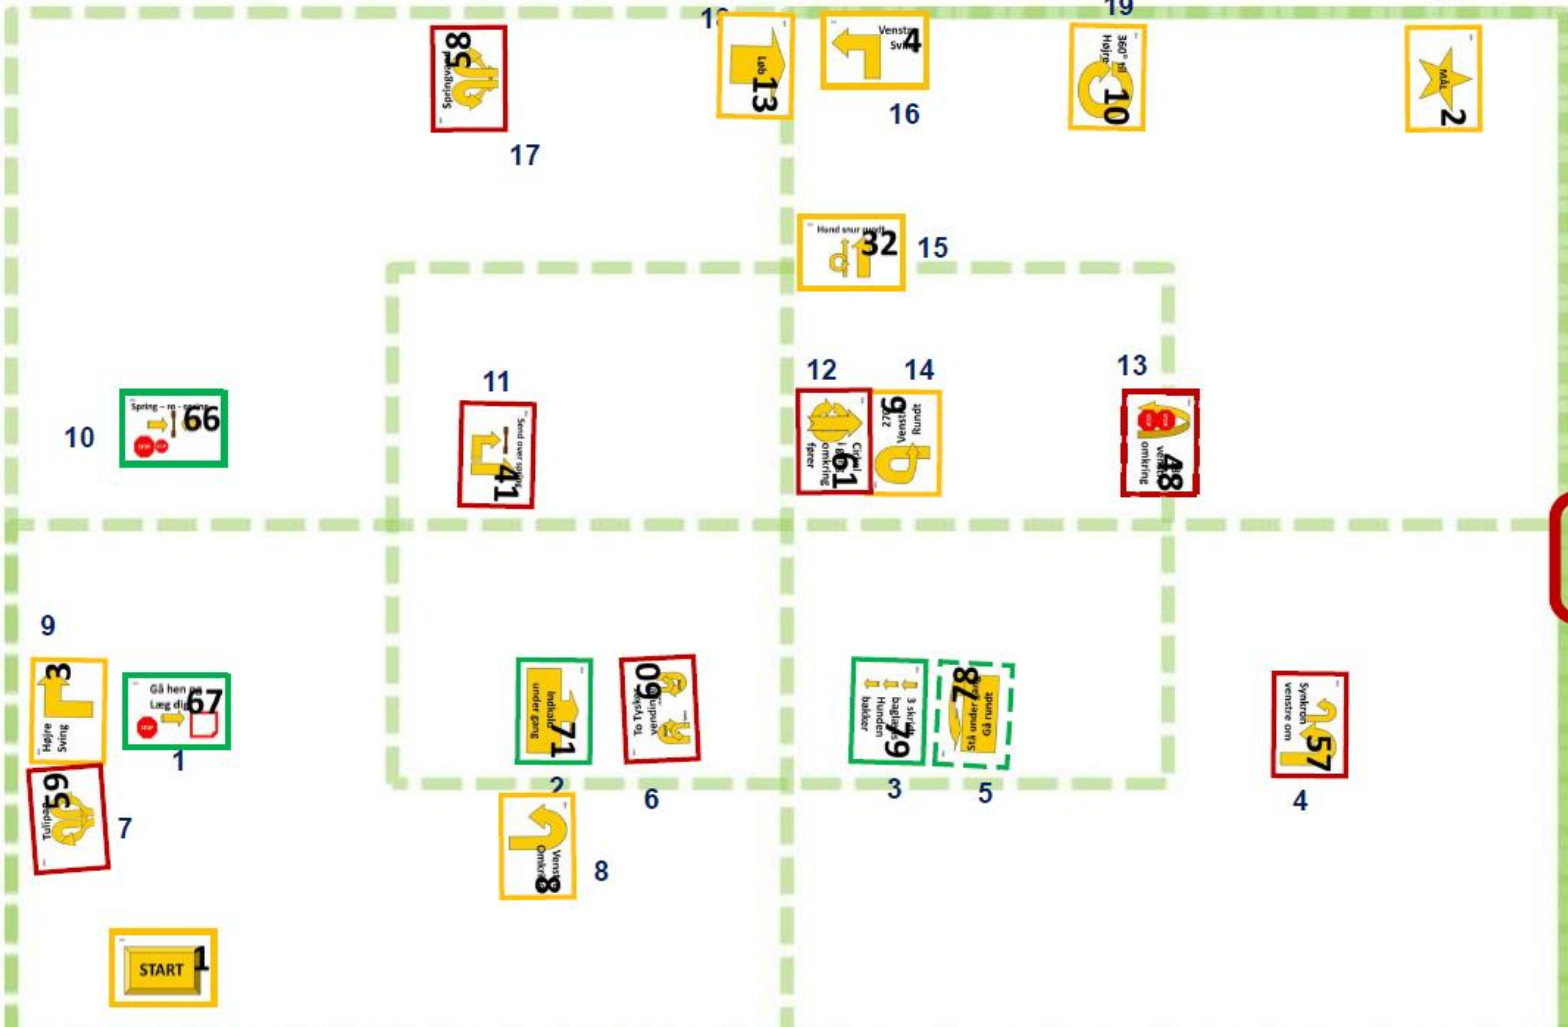 18
19
Springvand
58
Løb
13
Venstre
Sving
4
16
360° til
Højre
10
MÅL
2
17
Hund snur rundt
32
15
Spring – ro - spring
66
10
11
Send over spring
41
12
14
13
Cirkel
omkring
fører
61
9
Venstre
Rundt
venstre
omkring
48
9
3
Højre
Sving
Gå hen og
Læg dig
67
1
Indkald
under gang
71
2
To Tyske
vendinger
60
6
3 skridt
baglæns
Hunden
bakker
79
3
Stå under gang
Gå rundt
87
5
Synkron
venstre om
57
4
Tulipan
59
7
Venstre
Omkring
8
8
START
1